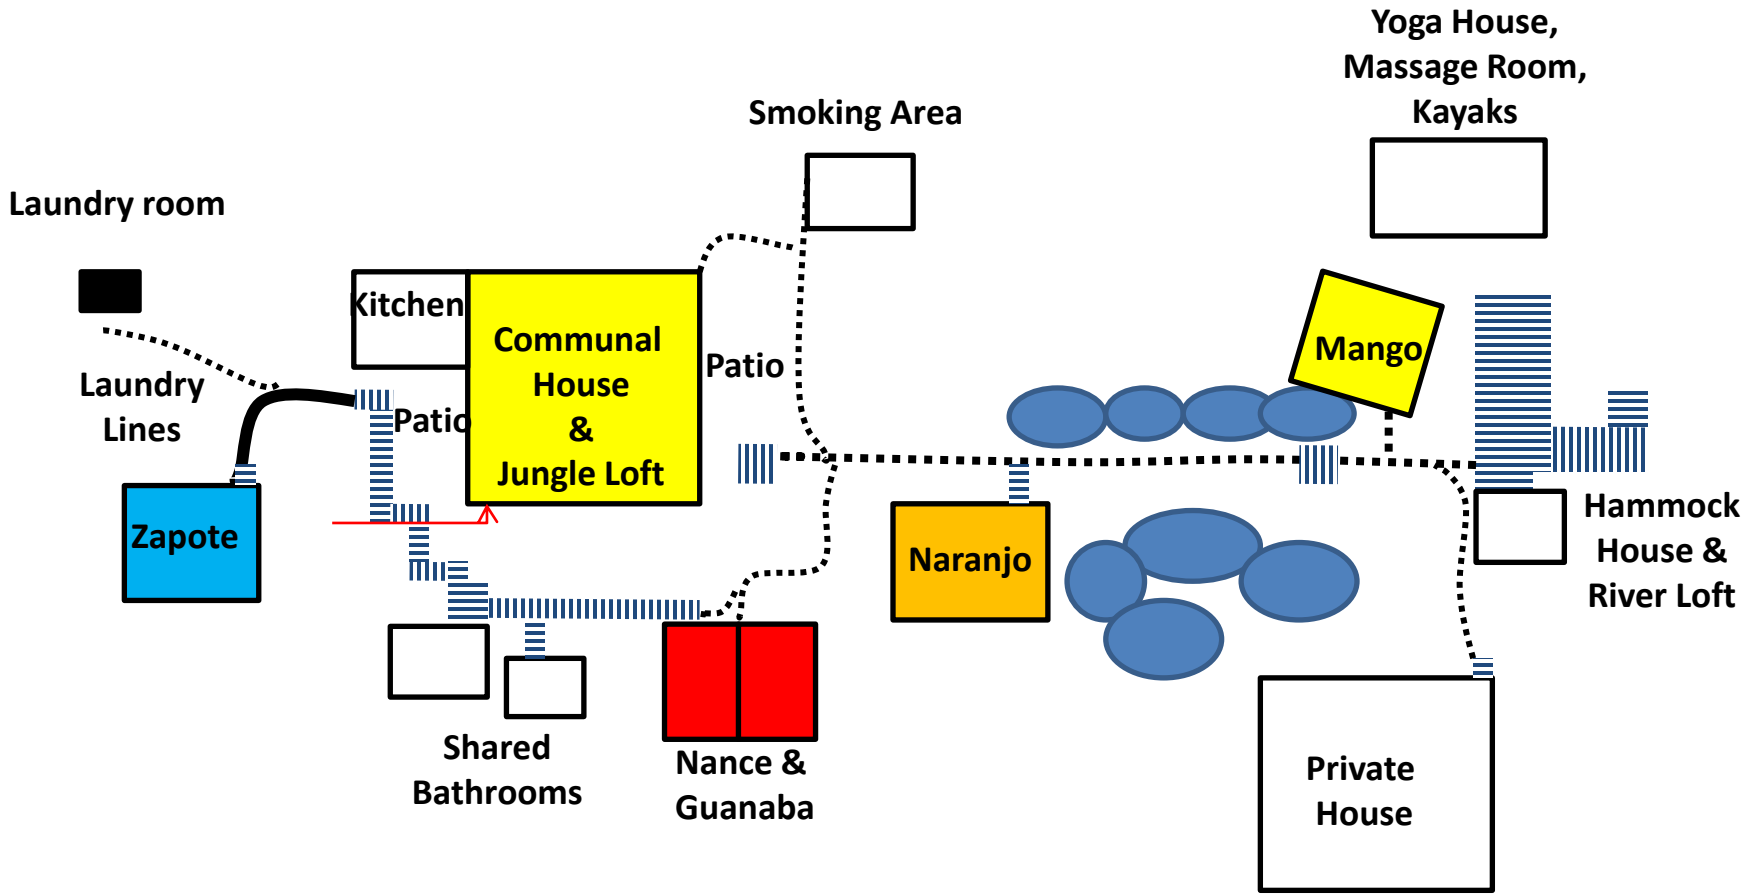 Yoga House,
Massage Room,
Kayaks
Smoking Area
Laundry room
Kitchen
Communal
House
&
Jungle Loft
Patio
Mango
Laundry
Lines
Patio
Zapote
Naranjo
Hammock
House &
River Loft
Shared
Bathrooms
Nance &
Guanaba
Private
House